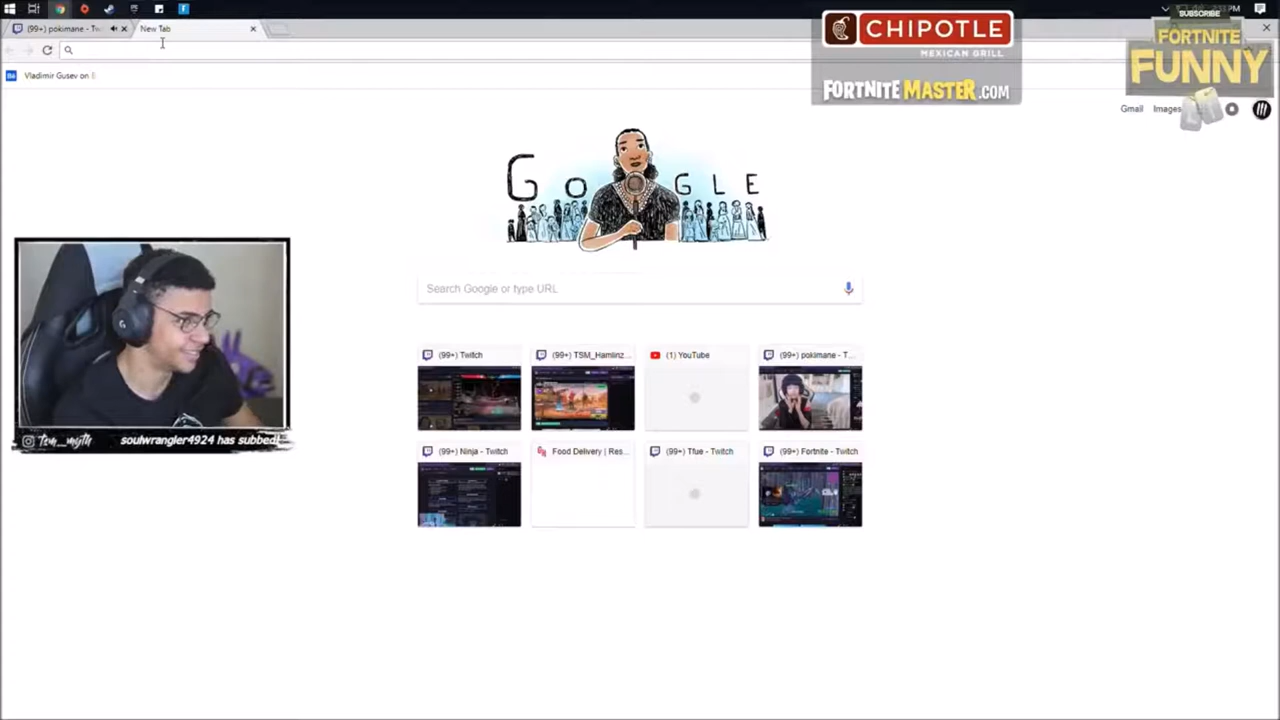 (99+) pokimane - Tw
New Tab
Vladimir Gusev on
CHIPOTLE
MEXICAN GRILL
FORTNITEMASTER.COM
SUBSCRIBE
FORTNITE
FUNNY
Gmail
Images
GOOGLE
Search Google or type URL
(99+) Twitch
(99+) TSM_Hamlinz...
(1) YouTube
(99+) pokimane - T...
(99+) Ninja - Twitch
Food Delivery | Res...
(99+) Tfue - Twitch
(99+) Fortnite - Twitch
tsm_myth
soulwrangler4924 has subbed!